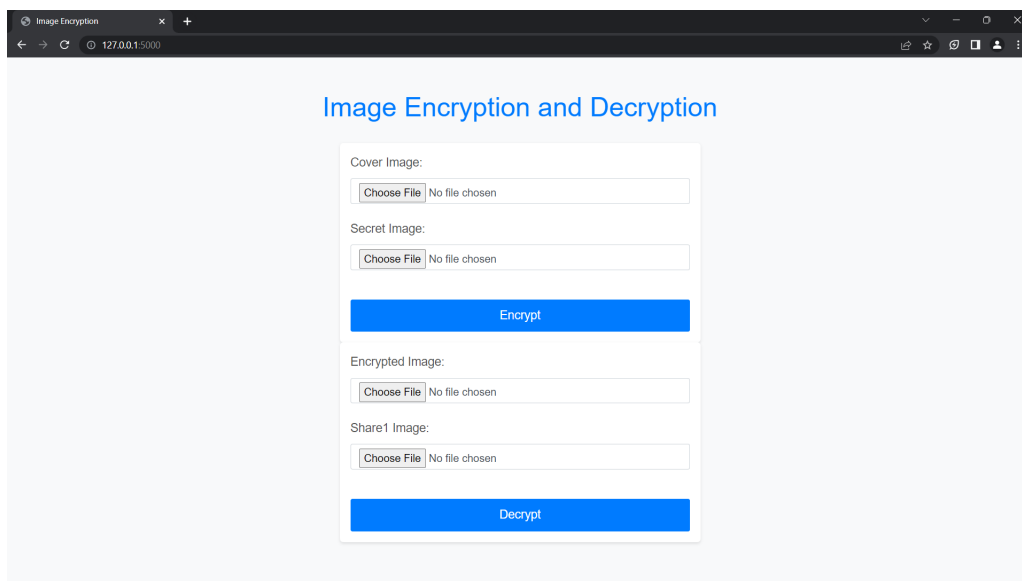 Image Encryption
127.0.0.1:5000
Image Encryption and Decryption
Cover Image:
Choose File No file chosen
Secret Image:
Choose File No file chosen
Encrypt
Encrypted Image:
Choose File No file chosen
Share1 Image:
Choose File No file chosen
Decrypt